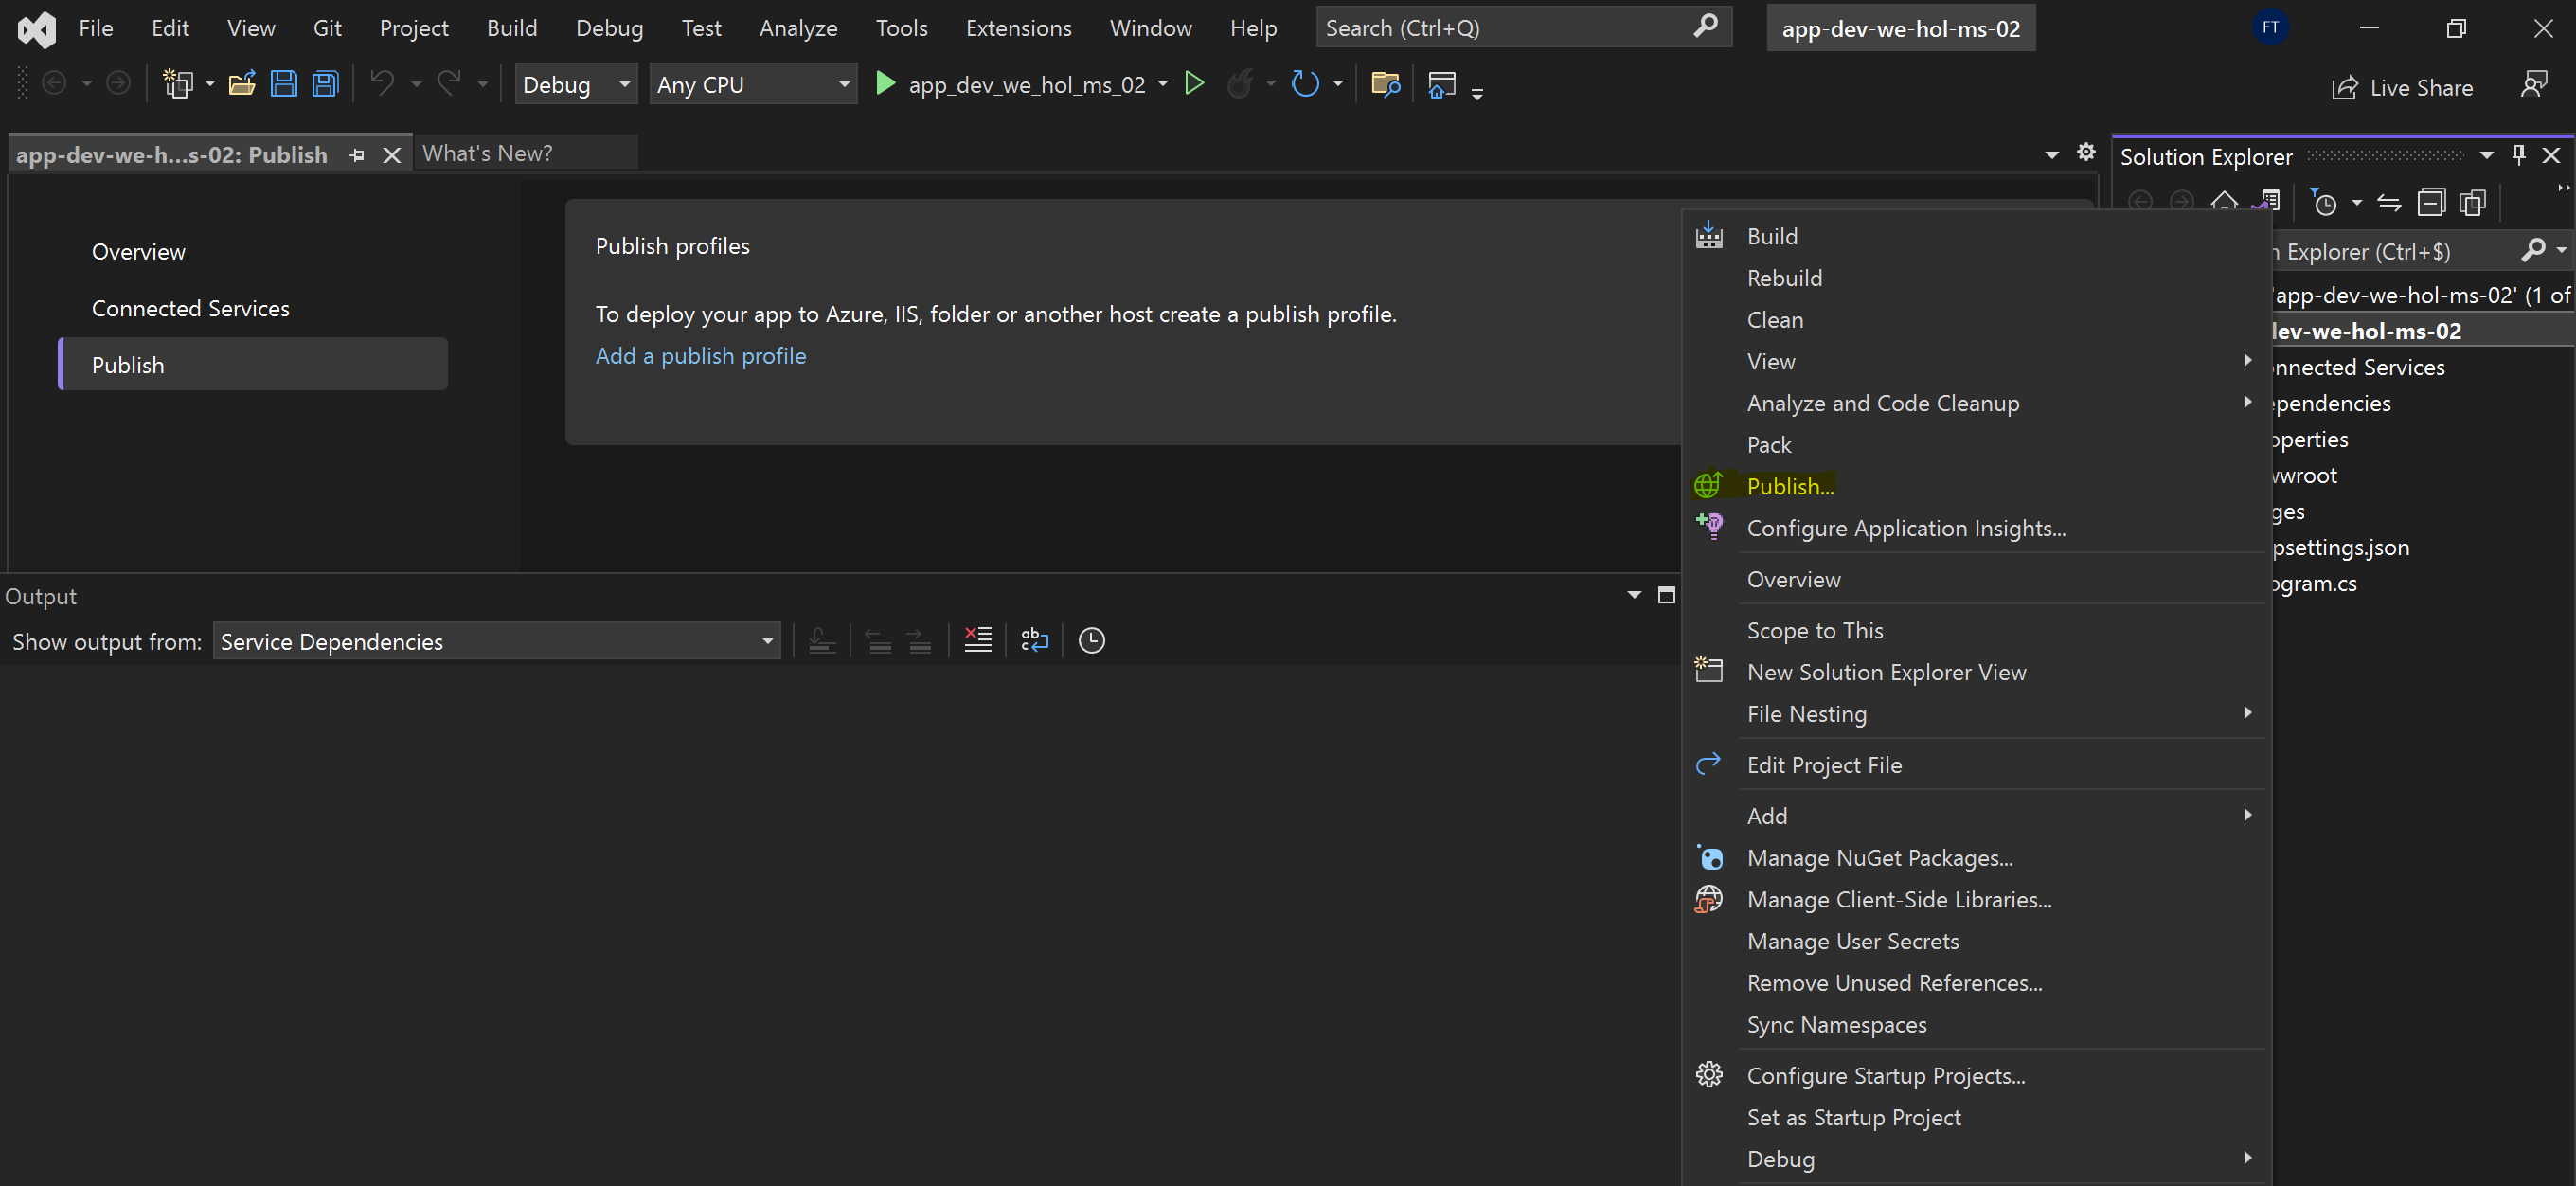 File Edit View Git Project Build Debug Test Analyze Tools Extensions Window Help Search (Ctrl+Q) app-dev-we-hol-ms-02 FT
Debug Any CPU app_dev_we_hol_ms_02 Live Share
app-dev-we-h...s-02: Publish What's New?
Overview
Connected Services
Publish
Publish profiles
To deploy your app to Azure, IIS, folder or another host create a publish profile.
Add a publish profile
Output
Show output from: Service Dependencies
Build
Rebuild
Clean
View
Analyze and Code Cleanup
Pack
Publish...
Configure Application Insights...
Overview
Scope to This
New Solution Explorer View
File Nesting
Edit Project File
Add
Manage NuGet Packages...
Manage Client-Side Libraries...
Manage User Secrets
Remove Unused References...
Sync Namespaces
Configure Startup Projects...
Set as Startup Project
Debug
Solution Explorer
Explorer (Ctrl+$)
'app-dev-we-hol-ms-02' (1 of
dev-we-hol-ms-02
nnected Services
ependencies
operties
wwroot
ges
psettings.json
ogram.cs